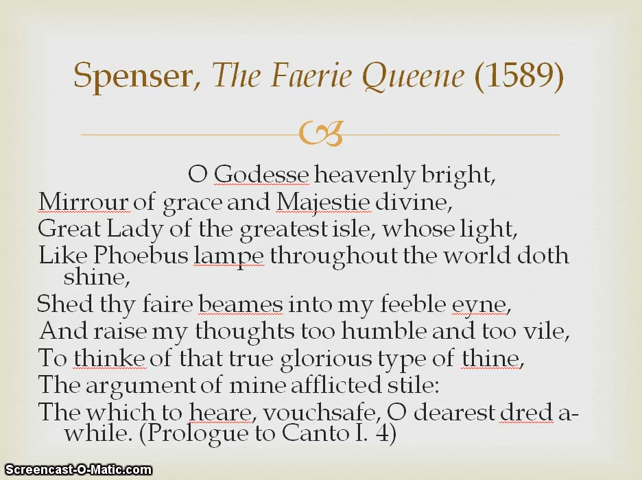 Spenser, The Faerie Queene (1589)
O Godesse heavenly bright,
Mirrour of grace and Majestie divine,
Great Lady of the greatest isle, whose light,
Like Phoebus lampe throughout the world doth
shine,
Shed thy faire beames into my feeble eyne,
And raise my thoughts too humble and too vile,
To thinke of that true glorious type of thine,
The argument of mine afflicted stile:
The which to heare, vouchsafe, O dearest dred a-
while. (Prologue to Canto I. 4)
Screencast-O-Matic.com